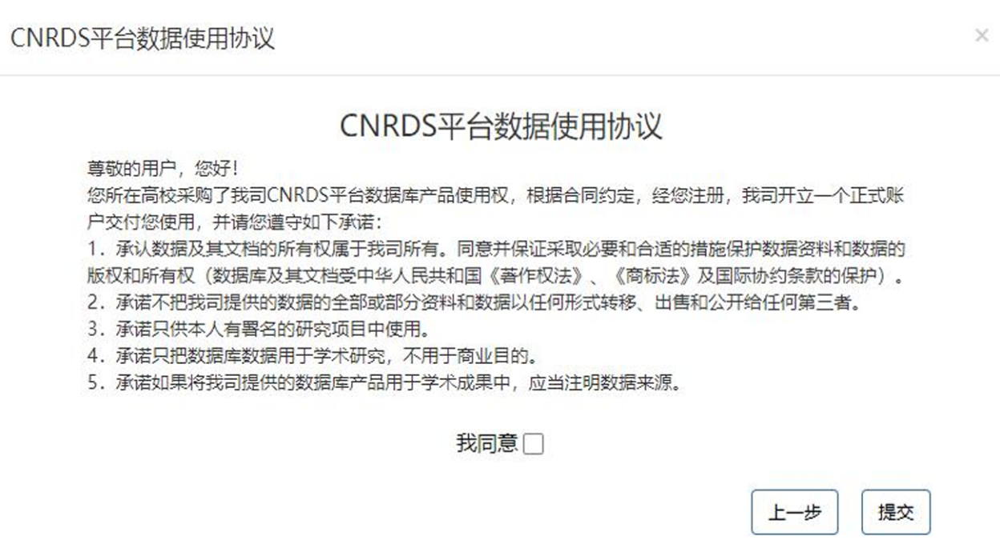 CNRDS平台数据使用协议
×
CNRDS平台数据使用协议
尊敬的用户，您好！
您所在高校采购了我司CNRDS平台数据库产品使用权，根据合同约定，经您注册，我司开立一个正式账
户交付您使用，并请您遵守如下承诺：
1．承认数据及其文档的所有权属于我司所有。同意并保证采取必要和合适的措施保护数据资料和数据的
版权和所有权（数据库及其文档受中华人民共和国《著作权法》、《商标法》及国际协约条款的保护）。
2．承诺不把我司提供的数据的全部或部分资料和数据以任何形式转移、出售和公开给任何第三者。
3．承诺只供本人有署名的研究项目中使用。
4．承诺只把数据库数据用于学术研究，不用于商业目的。
5．承诺如果将我司提供的数据库产品用于学术成果中，应当注明数据来源。
我同意
上一步 提交